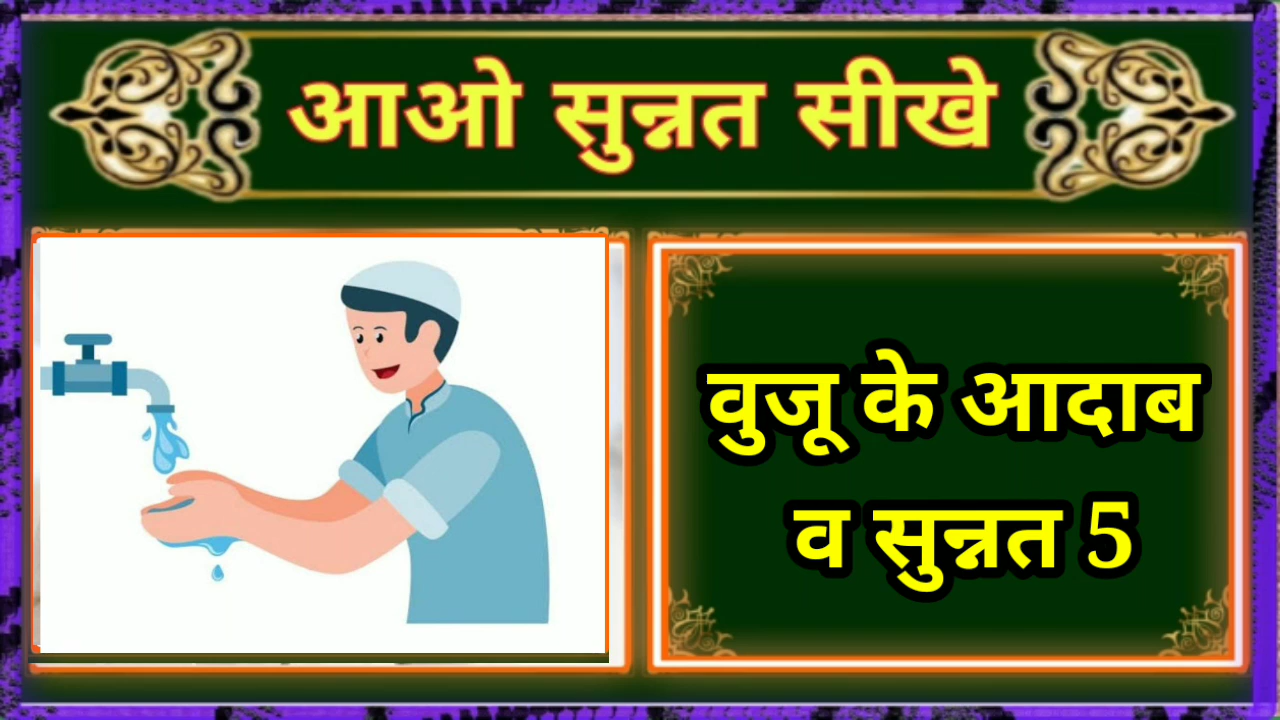 आओ सुन्नत सीखे
वुजू के आदाब
व सुन्नत 5